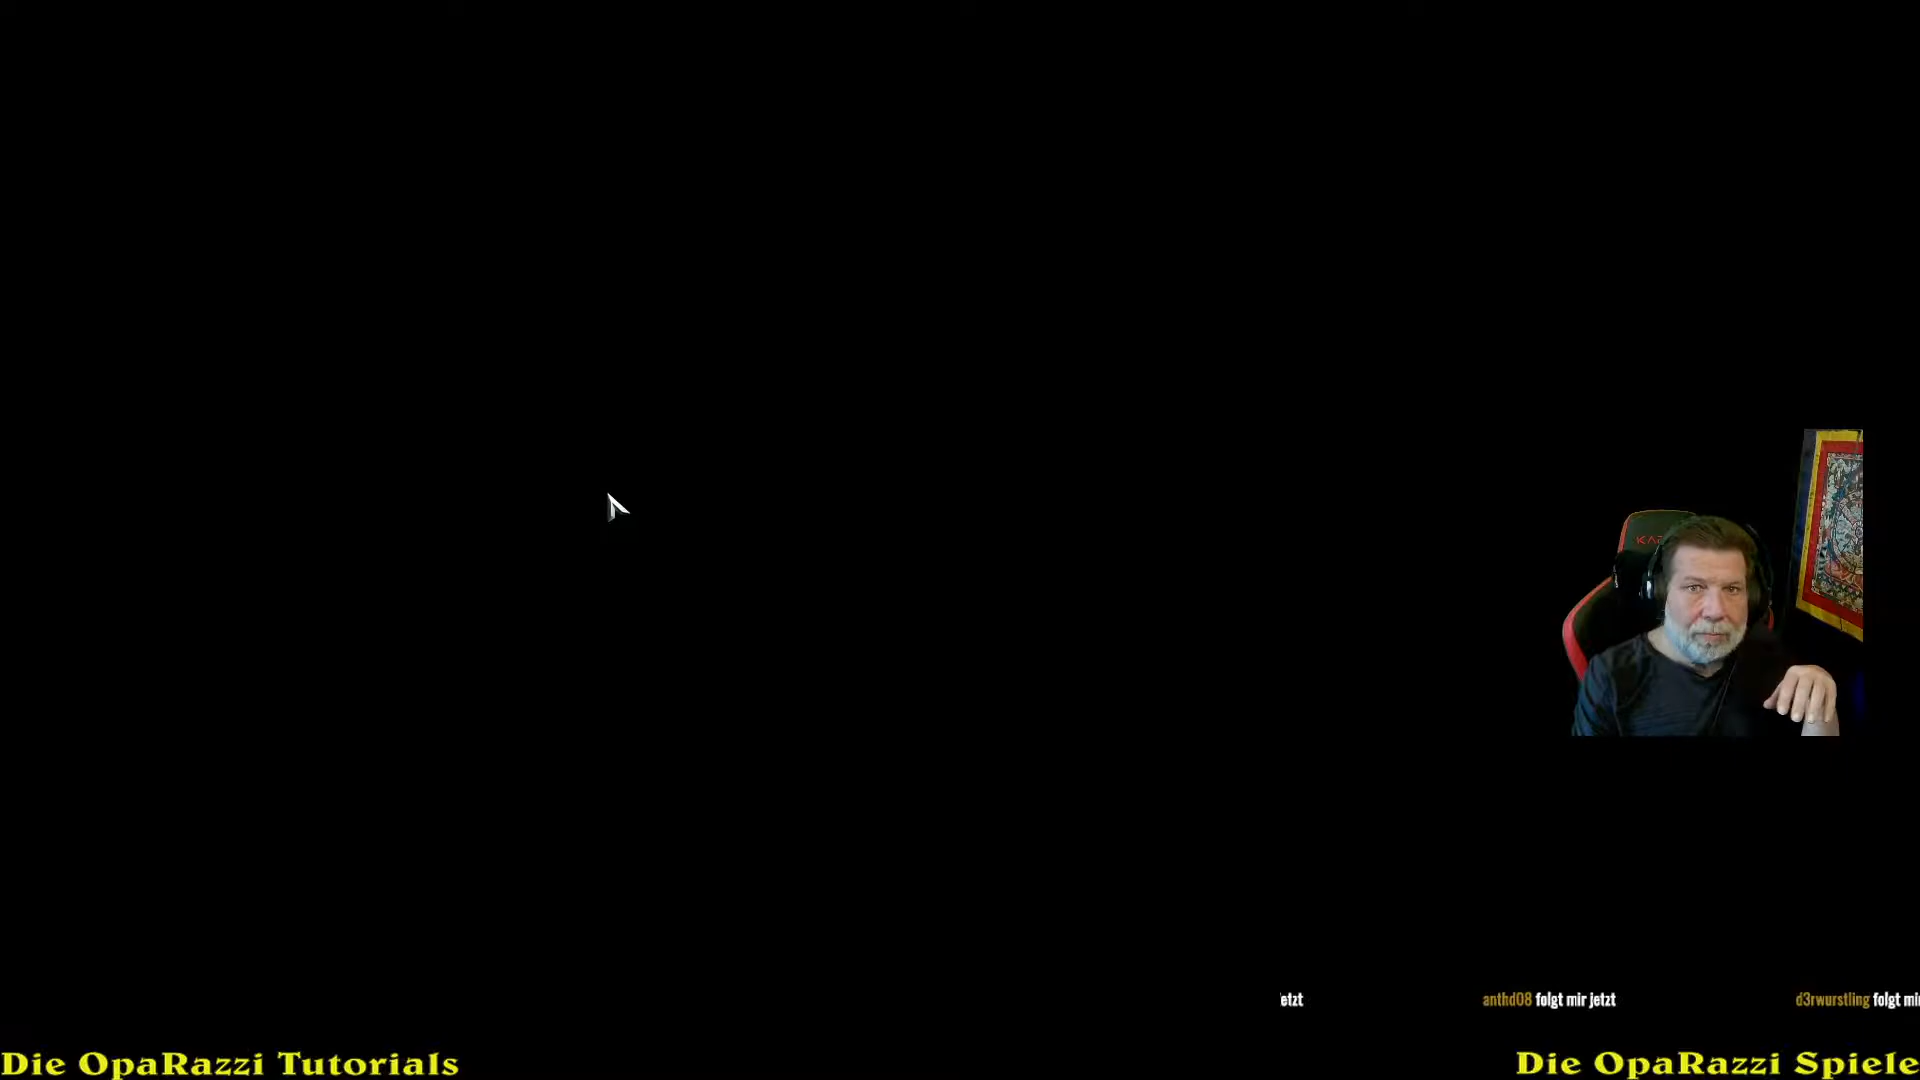 etzt
anthd08 folgt mir jetzt
d3rwurstling folgt mi
Die OpaRazzi Tutorials
Die OpaRazzi Spiele